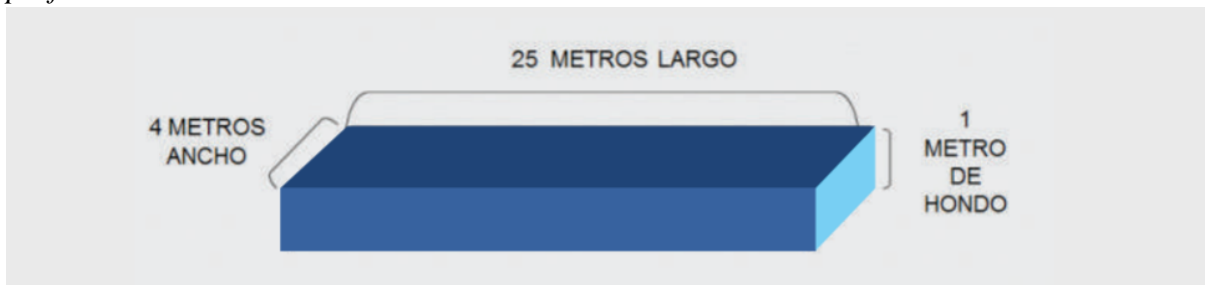 25 METROS LARGO
4 METROS
ANCHO
1
METRO
DE
HONDO